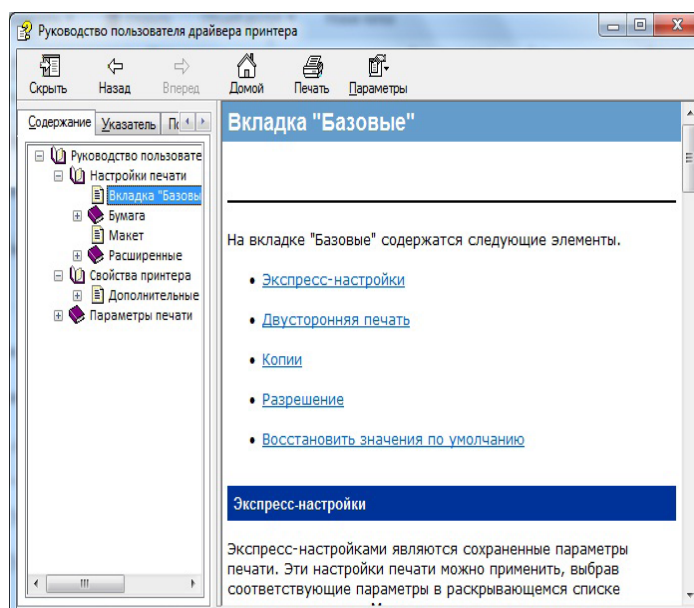 Руководство пользователя драйвера принтера
Скрыть Назад Вперед Домой Печать Параметры
Содержание Указатель
Вкладка "Базовые"
Руководство пользовате
Настройки печати
Вкладка "Базовы
Бумага
Макет
Расширенные
Свойства принтера
Дополнительные
Параметры печати
На вкладке "Базовые" содержатся следующие элементы.
• Экспресс-настройки
• Двусторонняя печать
• Копии
• Разрешение
• Восстановить значения по умолчанию
Экспресс-настройки
Экспресс-настройками являются сохраненные параметры
печати. Эти настройки печати можно применить, выбрав
соответствующие параметры в раскрывающемся списке